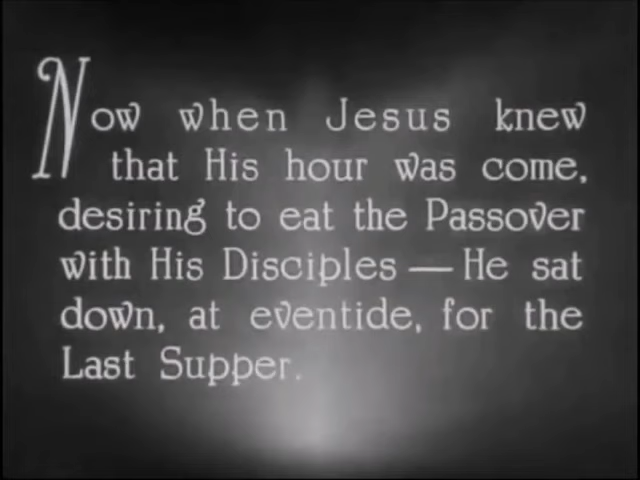 Now when Jesus knew
that His hour was come,
desiring to eat the Passover
with His Disciples — He sat
down, at eventide, for the
Last Supper.